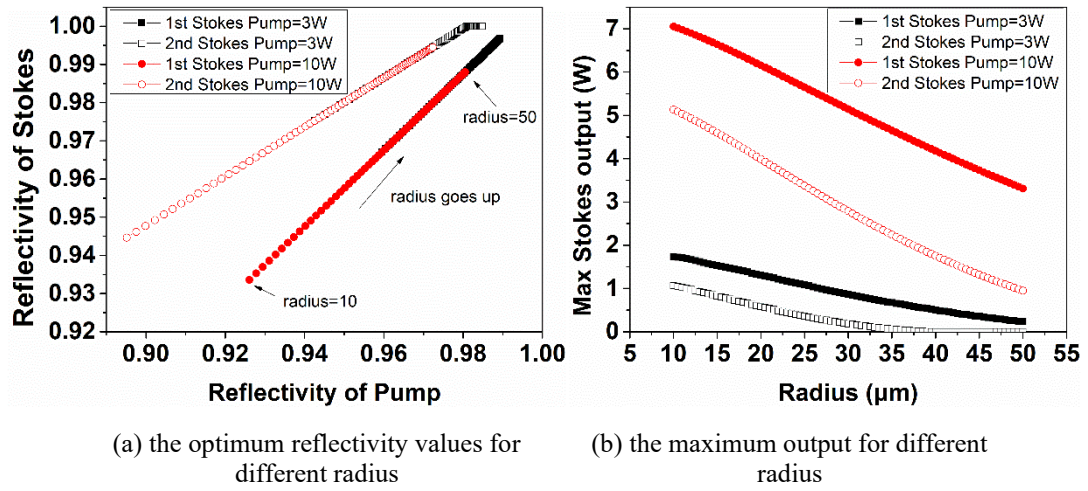 1st Stokes Pump=3W
2nd Stokes Pump=3W
1st Stokes Pump=10W
2nd Stokes Pump=10W
Reflectivity of Stokes
1.00
0.99
0.98
0.97
0.96
0.95
0.94
0.93
0.92
radius=50
radius goes up
radius=10
0.90 0.92 0.94 0.96 0.98 1.00
Reflectivity of Pump
1st Stokes Pump=3W
2nd Stokes Pump=3W
1st Stokes Pump=10W
2nd Stokes Pump=10W
Max Stokes output (W)
7
6
5
4
3
2
1
0
5 10 15 20 25 30 35 40 45 50 55
Radius (µm)
(a) the optimum reflectivity values for
different radius
(b) the maximum output for different
radius